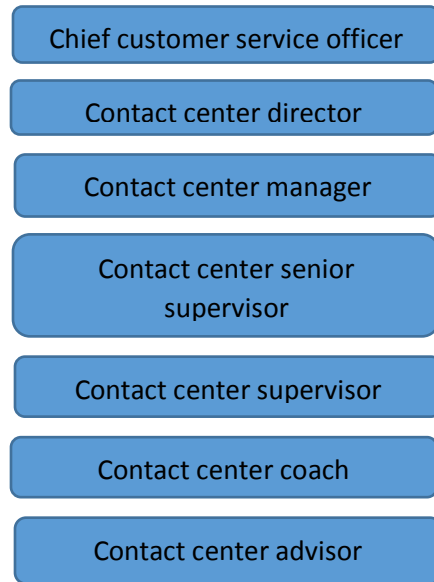 Chief customer service officer
Contact center director
Contact center manager
Contact center senior
supervisor
Contact center supervisor
Contact center coach
Contact center advisor